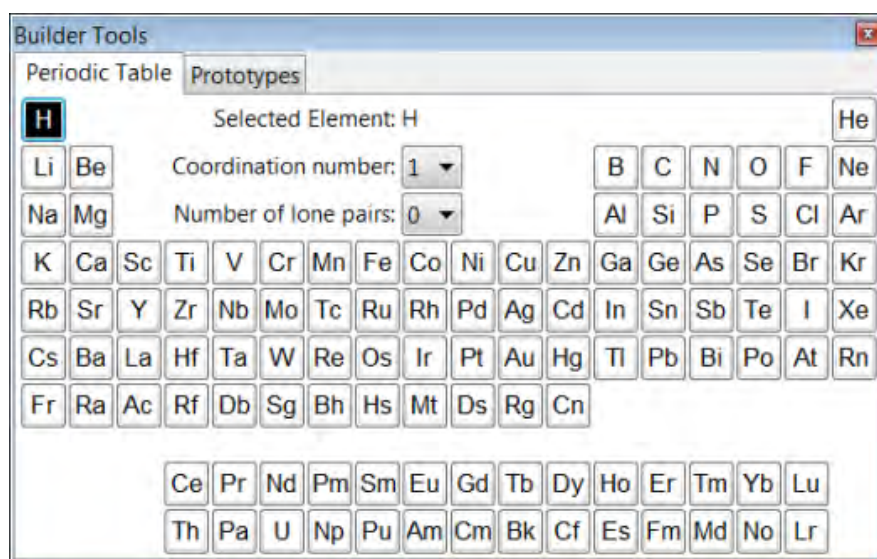 Builder Tools
Periodic Table Prototypes
H Selected Element: H He
Li Be Coordination number: 1 B C N O F Ne
Na Mg Number of lone pairs: 0 Al Si P S Cl Ar
K Ca Sc Ti V Cr Mn Fe Co Ni Cu Zn Ga Ge As Se Br Kr
Rb Sr Y Zr Nb Mo Tc Ru Rh Pd Ag Cd In Sn Sb Te I Xe
Cs Ba La Hf Ta W Re Os Ir Pt Au Hg Tl Pb Bi Po At Rn
Fr Ra Ac Rf Db Sg Bh Hs Mt Ds Rg Cn
Ce Pr Nd Pm Sm Eu Gd Tb Dy Ho Er Tm Yb Lu
Th Pa U Np Pu Am Cm Bk Cf Es Fm Md No Lr